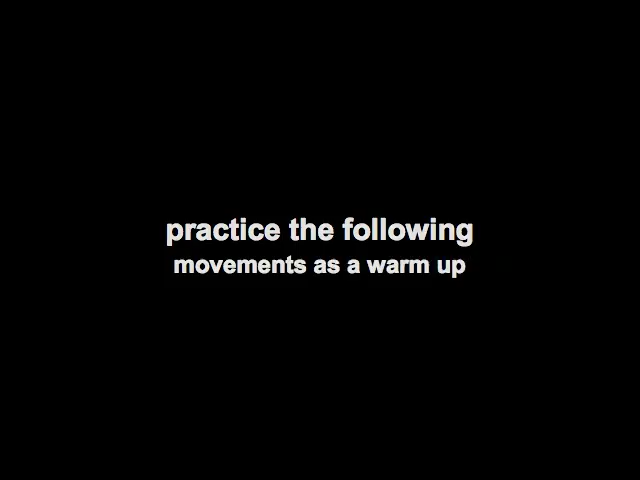 practice the following
movements as a warm up